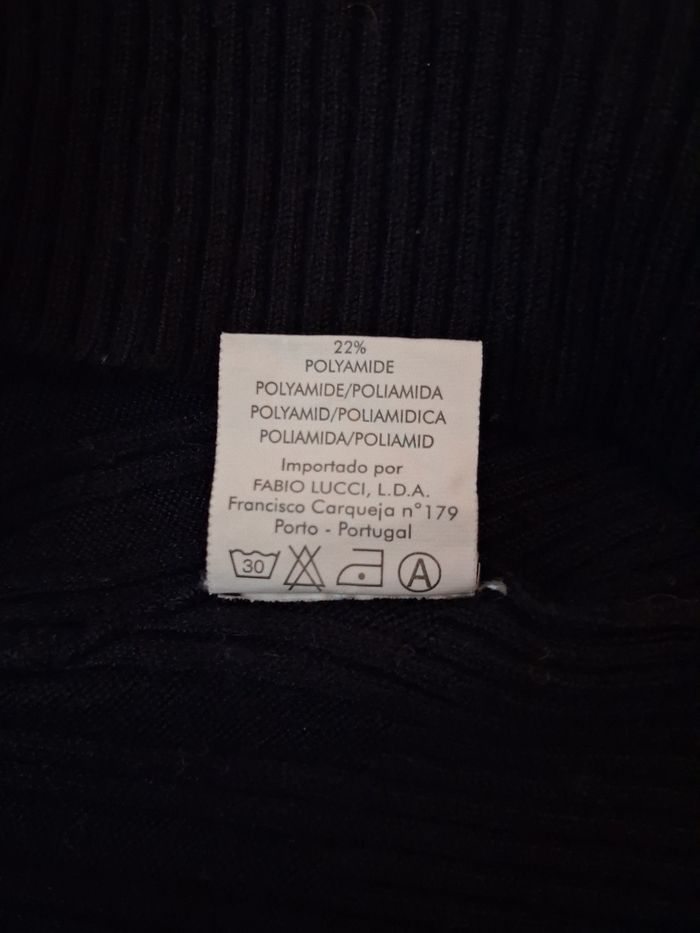 22%
POLYAMIDE
POLYAMIDE/POLIAMIDA
POLYAMID/POLIAMIDICA
POLIAMIDA/POLIAMID
Importado por
FABIO LUCCI, L.D.A.
Francisco Carqueja n°179
Porto - Portugal
30 A